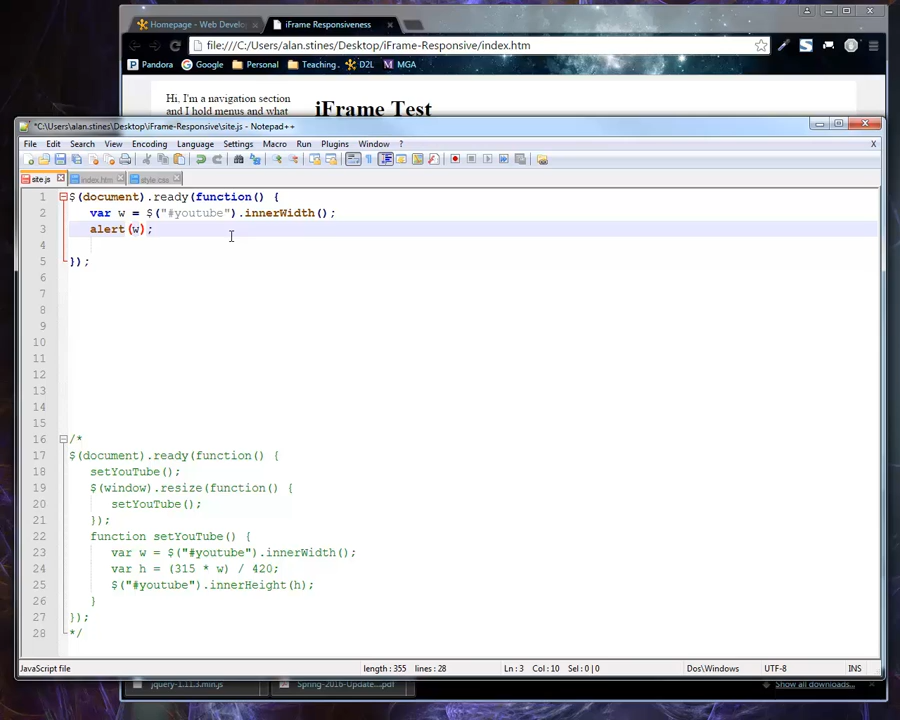 Homepage - Web Develo
iFrame Responsiveness
file:///C:/Users/alan.stines/Desktop/iFrame-Responsive/index.htm
Pandora Google Personal Teaching. D2L MGA
Hi, I'm a navigation section
and I hold menus and what
iFrame Test
*C:\Users\alan.stines\Desktop\iFrame-Responsive\site.js - Notepad++
File Edit Search View Encoding Language Settings Macro Run Plugins Window ? X
site.js index.htm style.css
1 $(document).ready(function() {
2 var w = $("#youtube").innerWidth();
3 alert(w);
4
5 });
6
7
8
9
10
11
12
13
14
15
16 /*
17 $(document).ready(function() {
18 setYouTube();
19 $(window).resize(function() {
20 setYouTube();
21 });
22 function setYouTube() {
23 var w = $("#youtube").innerWidth();
24 var h = (315 * w) / 420;
25 $("#youtube").innerHeight(h);
26 }
27 });
28 */
JavaScript file length : 355 lines : 28 Ln : 3 Col : 10 Sel : 0 | 0 Dos\Windows UTF-8 INS
jquery-1.11.3.min.js Spring-2016-Update....pdf Show all downloads...